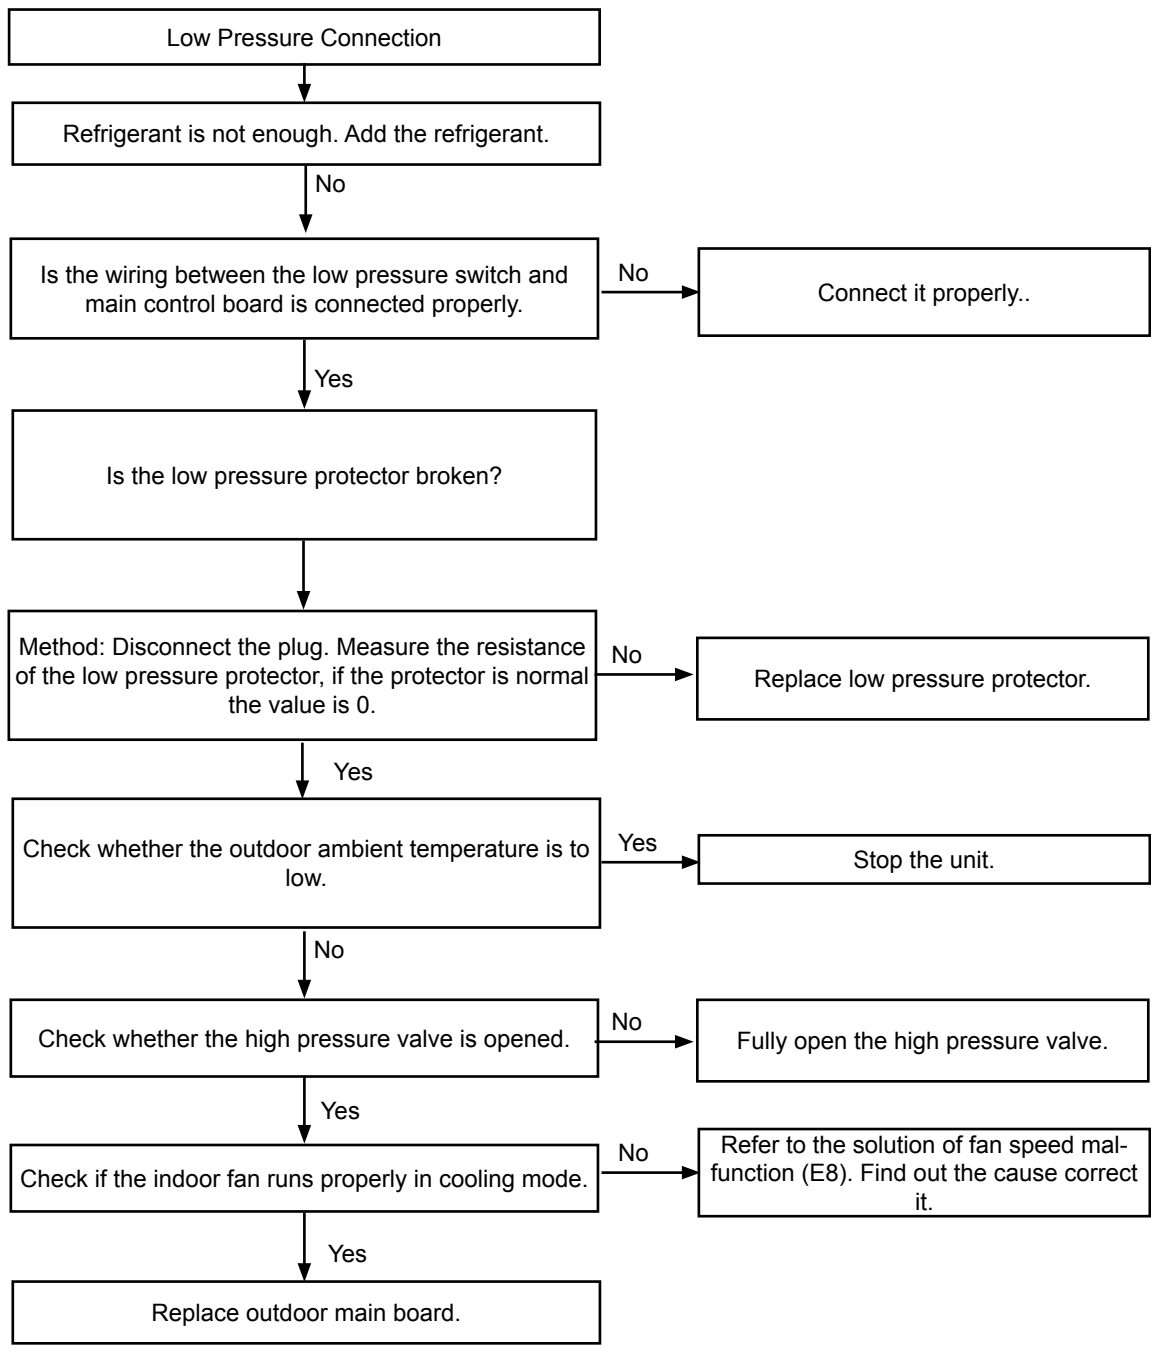 Low Pressure Connection
Refrigerant is not enough. Add the refrigerant.
No
Is the wiring between the low pressure switch and
main control board is connected properly.
No
Connect it properly..
Yes
Is the low pressure protector broken?
Method: Disconnect the plug. Measure the resistance
of the low pressure protector, if the protector is normal
the value is 0.
No
Replace low pressure protector.
Yes
Check whether the outdoor ambient temperature is to
low.
Yes
Stop the unit.
No
Check whether the high pressure valve is opened.
No
Fully open the high pressure valve.
Yes
Check if the indoor fan runs properly in cooling mode.
No
Refer to the solution of fan speed mal-
function (E8). Find out the cause correct
it.
Yes
Replace outdoor main board.